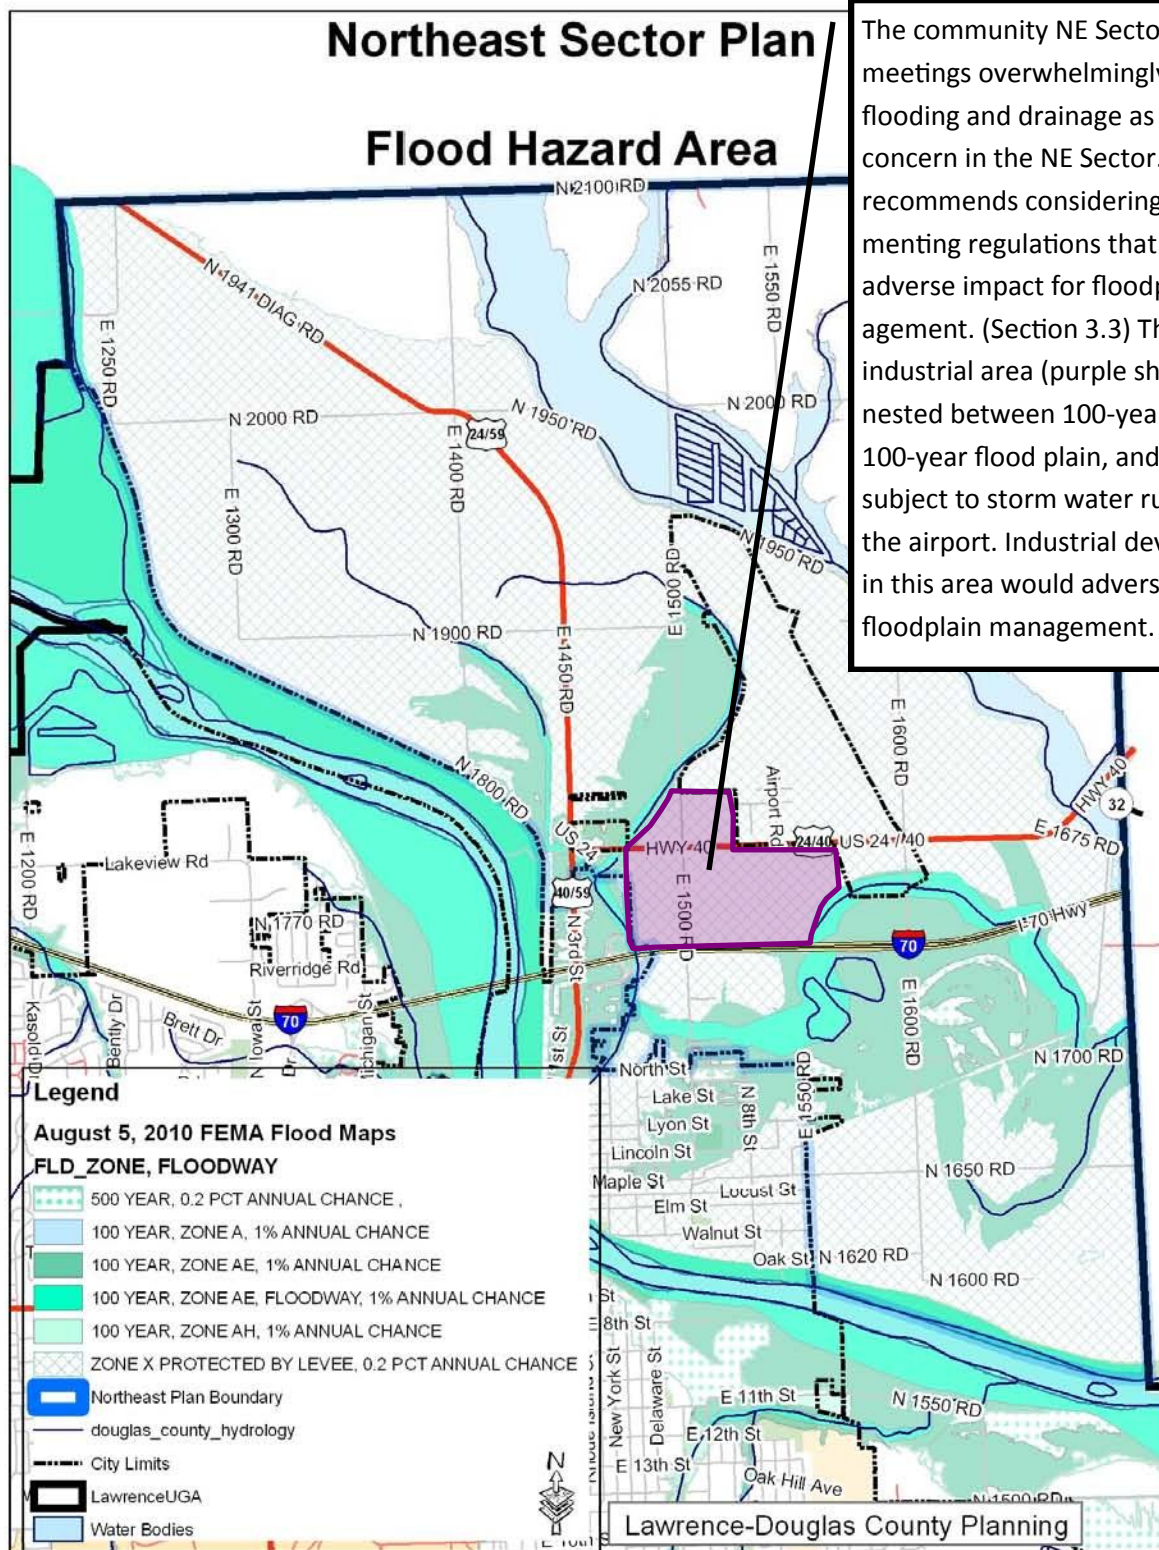 Northeast Sector Plan
Flood Hazard Area
The community NE Secto
meetings overwhelmingly
flooding and drainage as
concern in the NE Sector.
recommends considering
menting regulations that
adverse impact for floodp
agement. (Section 3.3) Th
industrial area (purple sh
nested between 100-yea
100-year flood plain, and
subject to storm water ru
the airport. Industrial dev
in this area would advers
floodplain management.
N 2100 RD
N 1941 DIAG RD
E 1250 RD
N 2055 RD
E 1550 RD
N 2000 RD
N 1950 RD
N 2000 RD
24/59
E 1400 RD
E 1300 RD
N 1950 RD
E 1500 RD
N 1900 RD
E 1450 RD
E 1600 RD
N 1800 RD
Airport Rd
HWY 40
32
US 24
HWY 40
24/40
US 24 / 40
E 1675 RD
E 1200 RD
Lakeview Rd
40/59
E 1500 RD
N 1770 RD
N 3rd St
I-70 Hwy
70
Riverridge Rd
E 1600 RD
Kasold Dr
Brett Dr
70
N 1700 RD
North St
E 1550 RD
Lake St
N 8th St
Lyon St
Lincoln St
N 1650 RD
Maple St
Locust St
Elm St
Walnut St
Oak St
N 1620 RD
N 1600 RD
E 8th St
New York St
Delaware St
E 11th St
N 1550 RD
E 12th St
E 13th St
Oak Hill Ave
N 1500 RD
Legend
August 5, 2010 FEMA Flood Maps
FLD_ZONE, FLOODWAY
500 YEAR, 0.2 PCT ANNUAL CHANCE ,
100 YEAR, ZONE A, 1% ANNUAL CHANCE
100 YEAR, ZONE AE, 1% ANNUAL CHANCE
100 YEAR, ZONE AE, FLOODWAY, 1% ANNUAL CHANCE
100 YEAR, ZONE AH, 1% ANNUAL CHANCE
ZONE X PROTECTED BY LEVEE, 0.2 PCT ANNUAL CHANCE
Northeast Plan Boundary
douglas_county_hydrology
City Limits
LawrenceUGA
Water Bodies
N
Lawrence-Douglas County Planning